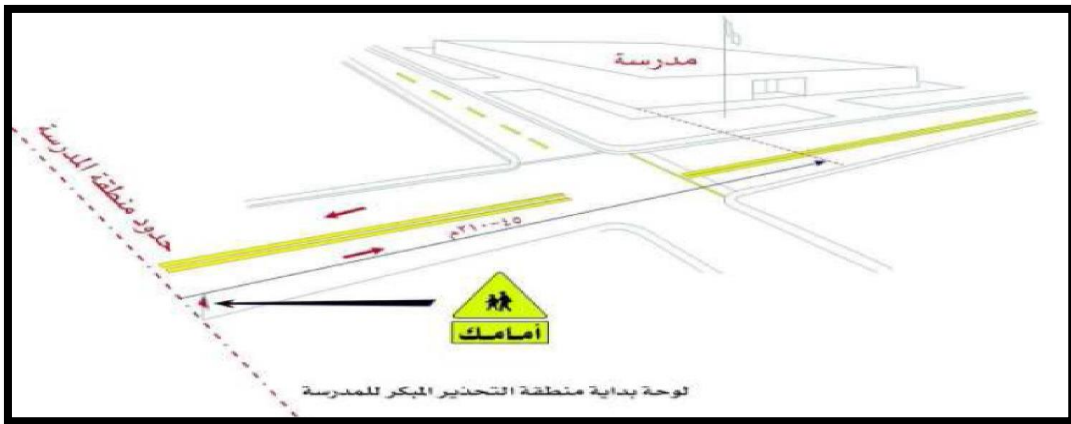 مدرسة
حدود منطقة المدرسة
٤٥-٢١٠م
أمامك
لوحة بداية منطقة التحذير المبكر للمدرسة